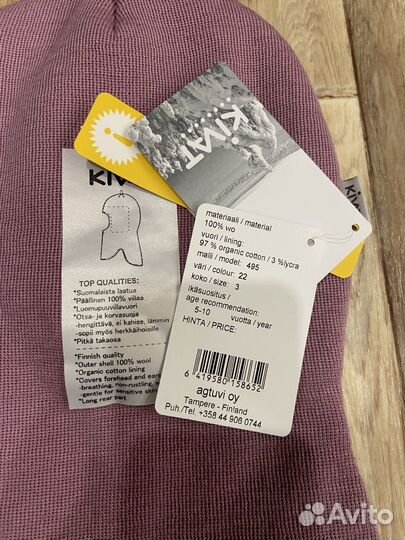 KIVAT
KIV
TOP QUALITIES:
*Suomalaista laatua
*Päällinen 100% villaa
*Luomupuuvillavuori
*Otsa- ja korvasuoja
-hengittävä, ei kahise, lämmin
-sopii myös herkkäihoisille
*Pitkä takaosa
*Finnish quality
*Outer shell 100% wool
*Organic cotton lining
*Covers forehead and ears
-breathing, non-rustling,
-gentle for sensitive skin
*Long rear part
materiaali / material
100% wo
vuori / lining:
97 % organic cotton / 3 %lycra
malli / model: 495
väri / colour: 22
koko / size: 3
ikäsuositus /
age recommendation:
5-10 vuotta / year
HINTA / PRICE:
6 419580 158652
agtuvi oy
Tampere - Finland
Puh./Tel. +358 44 906 0744
Avito